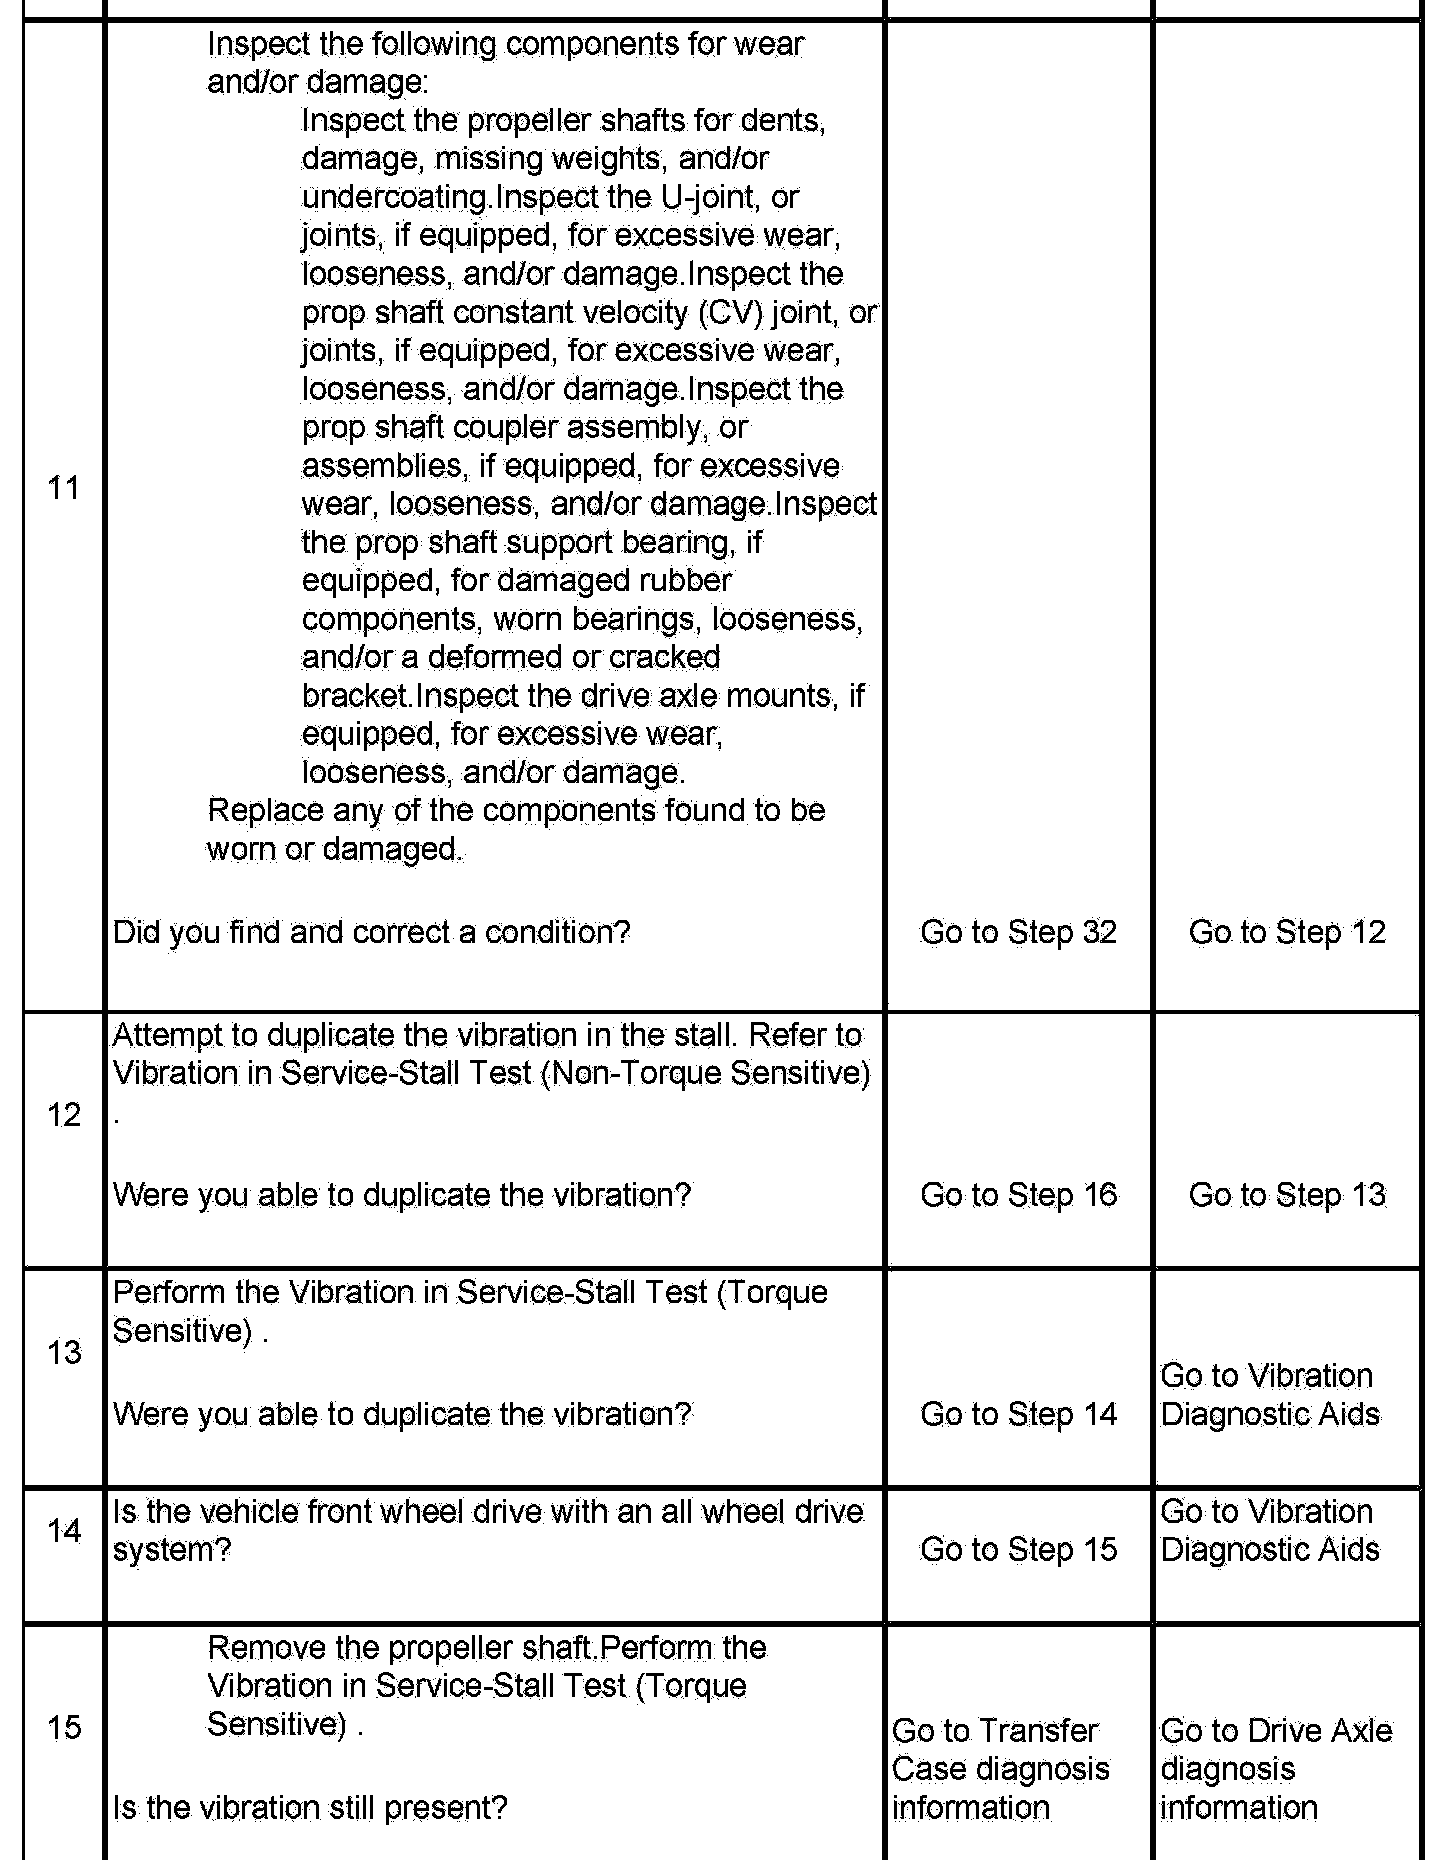 Inspect the following components for wear
and/or damage:
Inspect the propeller shafts for dents,
damage, missing weights, and/or
undercoating.Inspect the U-joint, or
joints, if equipped, for excessive wear,
looseness, and/or damage.Inspect the
prop shaft constant velocity (CV) joint, or
joints, if equipped, for excessive wear,
looseness, and/or damage.Inspect the
prop shaft coupler assembly, or
assemblies, if equipped, for excessive
11
wear, looseness, and/or damage.Inspect
the prop shaft support bearing, if
equipped, for damaged rubber
components, worn bearings, looseness,
and/or a deformed or cracked
bracket.Inspect the drive axle mounts, if
equipped, for excessive wear,
looseness, and/or damage.
Replace any of the components found to be
worn or damaged.
Did you find and correct a condition? Go to Step 32 Go to Step 12
Attempt to duplicate the vibration in the stall. Refer to
Vibration in Service-Stall Test (Non-Torque Sensitive)
12 .
Were you able to duplicate the vibration? Go to Step 16 Go to Step 13
Perform the Vibration in Service-Stall Test (Torque
Sensitive) .
13
Go to Vibration
Were you able to duplicate the vibration? Go to Step 14 Diagnostic Aids
Is the vehicle front wheel drive with an all wheel drive Go to Vibration
14
system? Go to Step 15 Diagnostic Aids
Remove the propeller shaft.Perform the
Vibration in Service-Stall Test (Torque
Sensitive) .
15 Go to Transfer Go to Drive Axle
Case diagnosis diagnosis
Is the vibration still present? information information